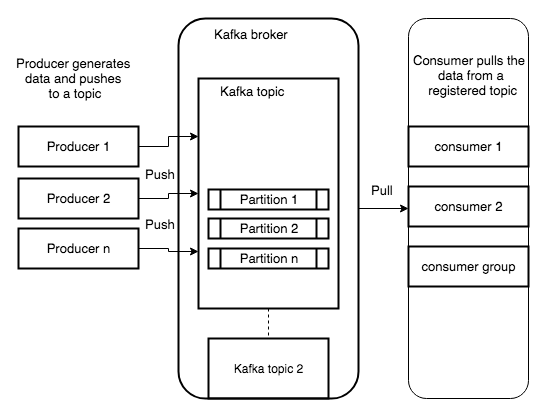 Kafka broker
Producer generates
data and pushes
to a topic
Consumer pulls the
data from a
registered topic
Kafka topic
Producer 1
consumer 1
Push
Pull
Producer 2
Partition 1
consumer 2
Push
Partition 2
Producer n
Partition n
consumer group
Kafka topic 2